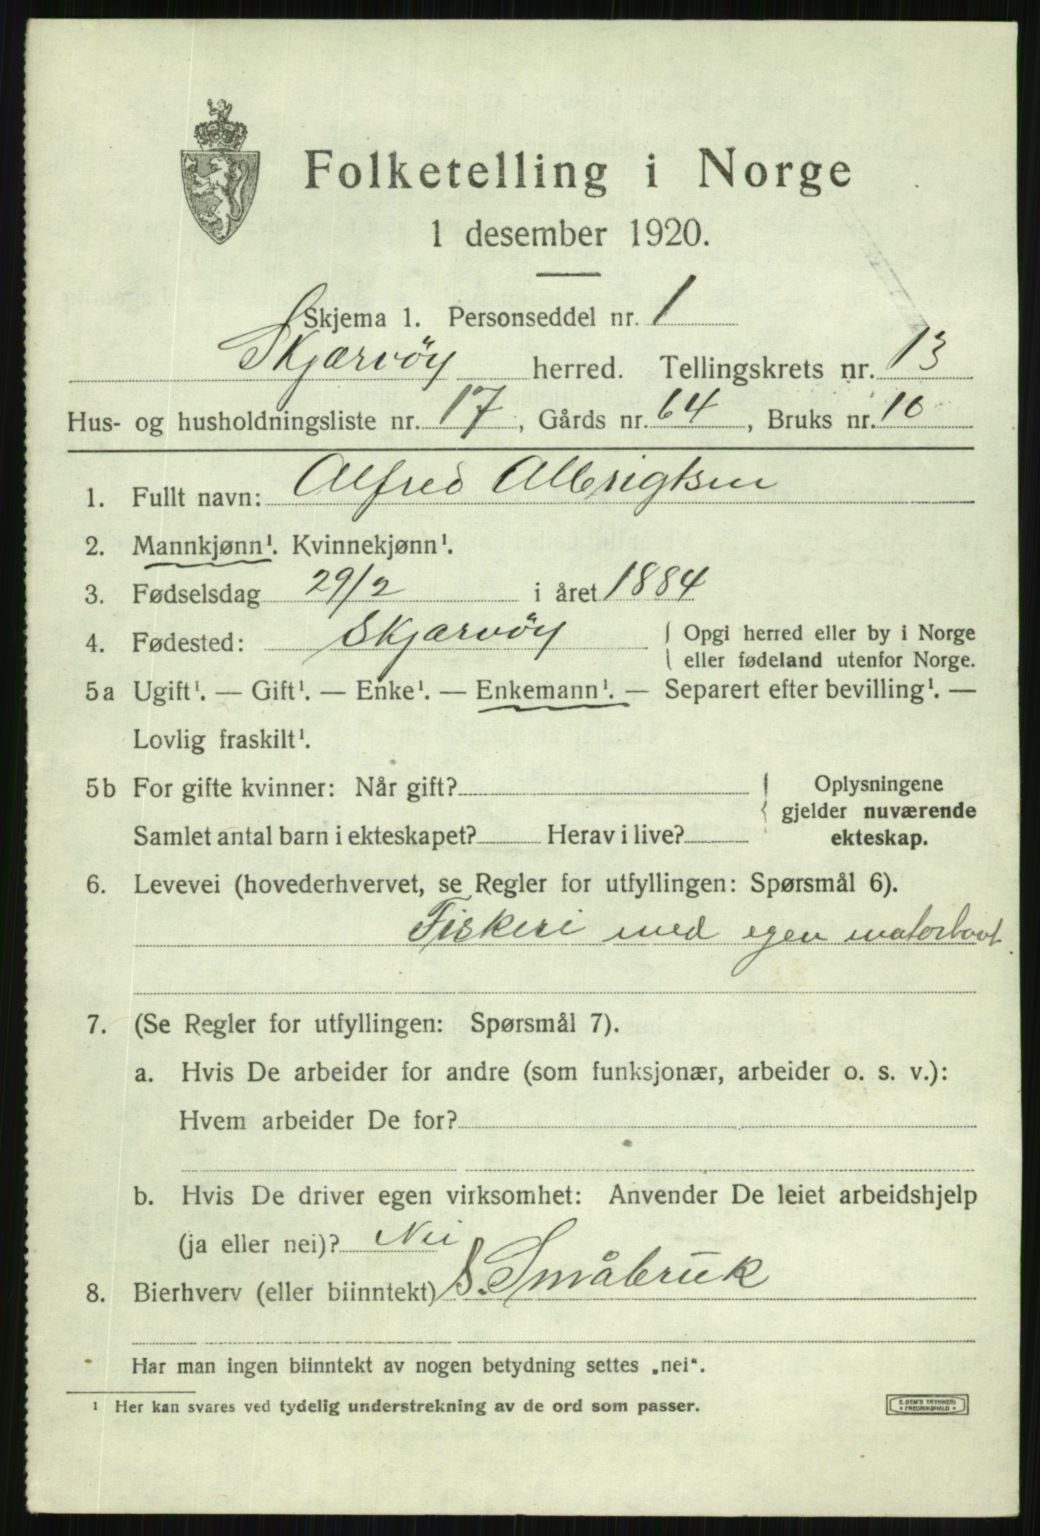 Folketelling i Norge
1 desember 1920.
Skjema 1. Personseddel nr. 1
Skjærvöy herred. Tellingskrets nr. 13
Hus- og husholdningsliste nr. 17, Gårds nr. 64, Bruks nr. 10
1. Fullt navn: Alfred Albrigtsen
2. Mannkjønn¹. Kvinnekjønn¹.
3. Fødselsdag 29/2 i året 1884
4. Fødested: Skjærvöy { Opgi herred eller by i Norge
eller fødeland utenfor Norge.
5a Ugift¹. — Gift¹. — Enke¹. — Enkemann¹. — Separert efter bevilling¹. —
Lovlig fraskilt¹.
5b For gifte kvinner: Når gift? { Oplysningene
gjelder nuværende
Samlet antal barn i ekteskapet? Herav i live? ekteskap.
6. Levevei (hovederhvervet, se Regler for utfyllingen: Spørsmål 6).
Fiskeri med egen motorbaat
7. (Se Regler for utfyllingen: Spørsmål 7).
a. Hvis De arbeider for andre (som funksjonær, arbeider o. s. v.):
Hvem arbeider De for?
b. Hvis De driver egen virksomhet: Anvender De leiet arbeidshjelp
(ja eller nei)? Nei
8. Bierhverv (eller biinntekt) S. Småbruk
Har man ingen biinntekt av nogen betydning settes „nei“.
¹ Her kan svares ved tydelig understrekning av de ord som passer.
E. SEM'S TRYKKERI
• FREDRIKSHALD •